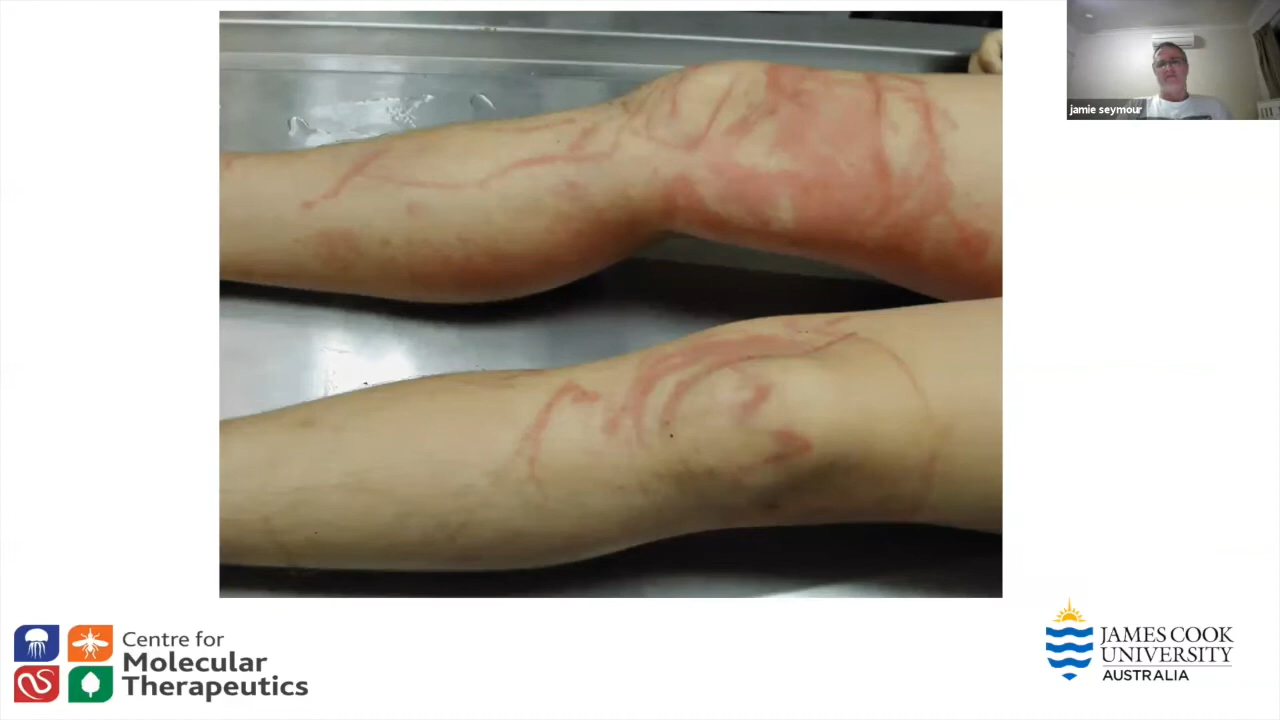 jamie seymour
Centre for
Molecular
Therapeutics
JAMES COOK
UNIVERSITY
AUSTRALIA